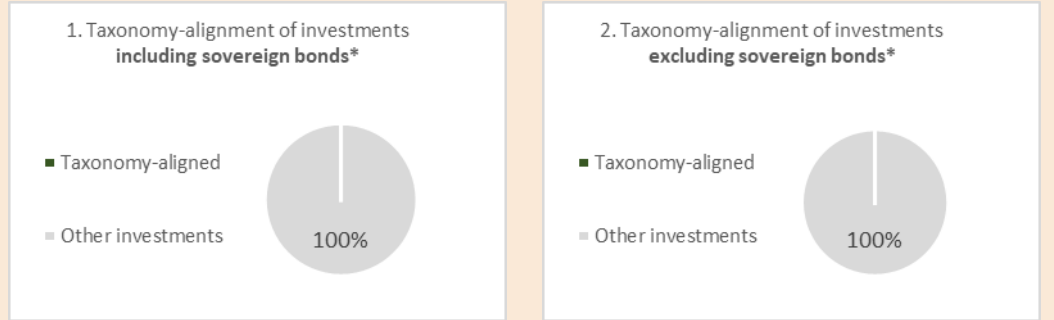 1. Taxonomy-alignment of investments
including sovereign bonds*
Taxonomy-aligned
Other investments
100%
2. Taxonomy-alignment of investments
excluding sovereign bonds*
Taxonomy-aligned
Other investments
100%